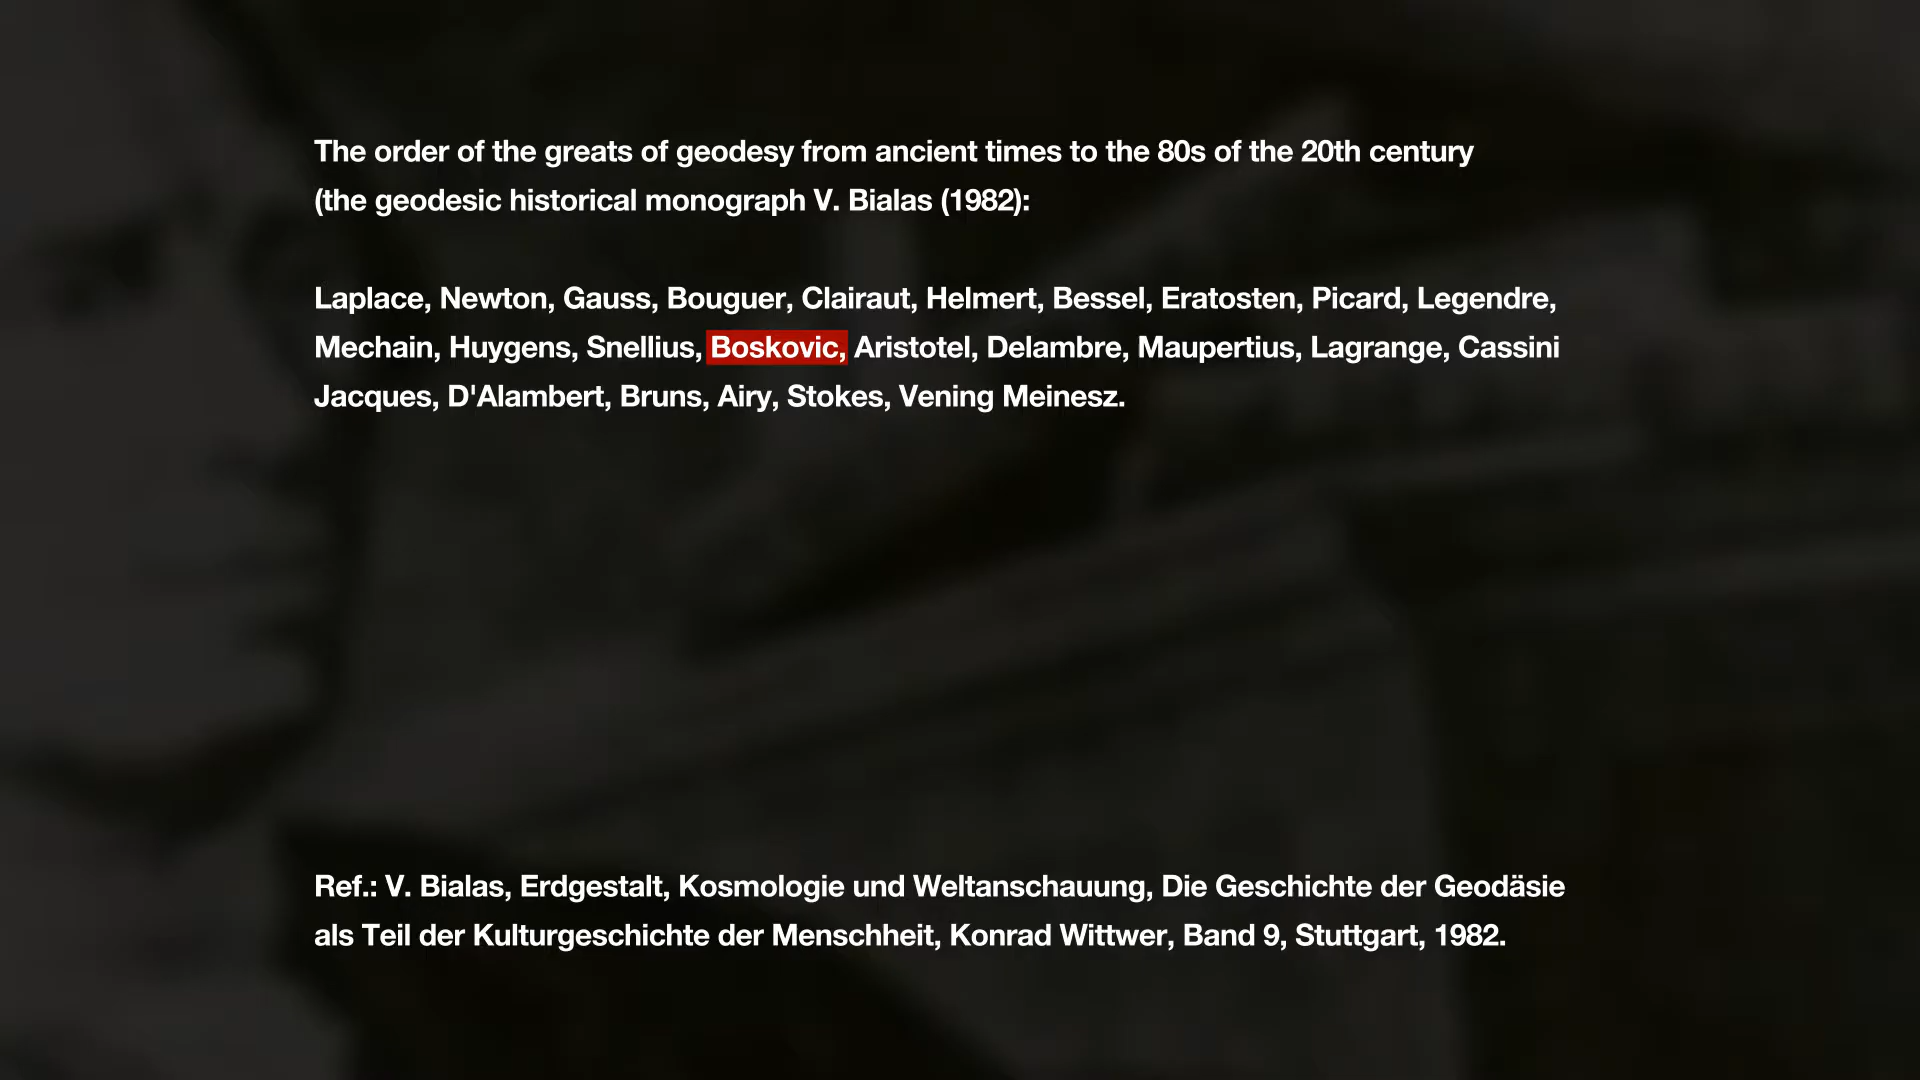 The order of the greats of geodesy from ancient times to the 80s of the 20th century
(the geodesic historical monograph V. Bialas (1982):
Laplace, Newton, Gauss, Bouguer, Clairaut, Helmert, Bessel, Eratosten, Picard, Legendre,
Mechain, Huygens, Snellius, Boskovic, Aristotel, Delambre, Maupertius, Lagrange, Cassini
Jacques, D'Alambert, Bruns, Airy, Stokes, Vening Meinesz.
Ref.: V. Bialas, Erdgestalt, Kosmologie und Weltanschauung, Die Geschichte der Geodäsie
als Teil der Kulturgeschichte der Menschheit, Konrad Wittwer, Band 9, Stuttgart, 1982.